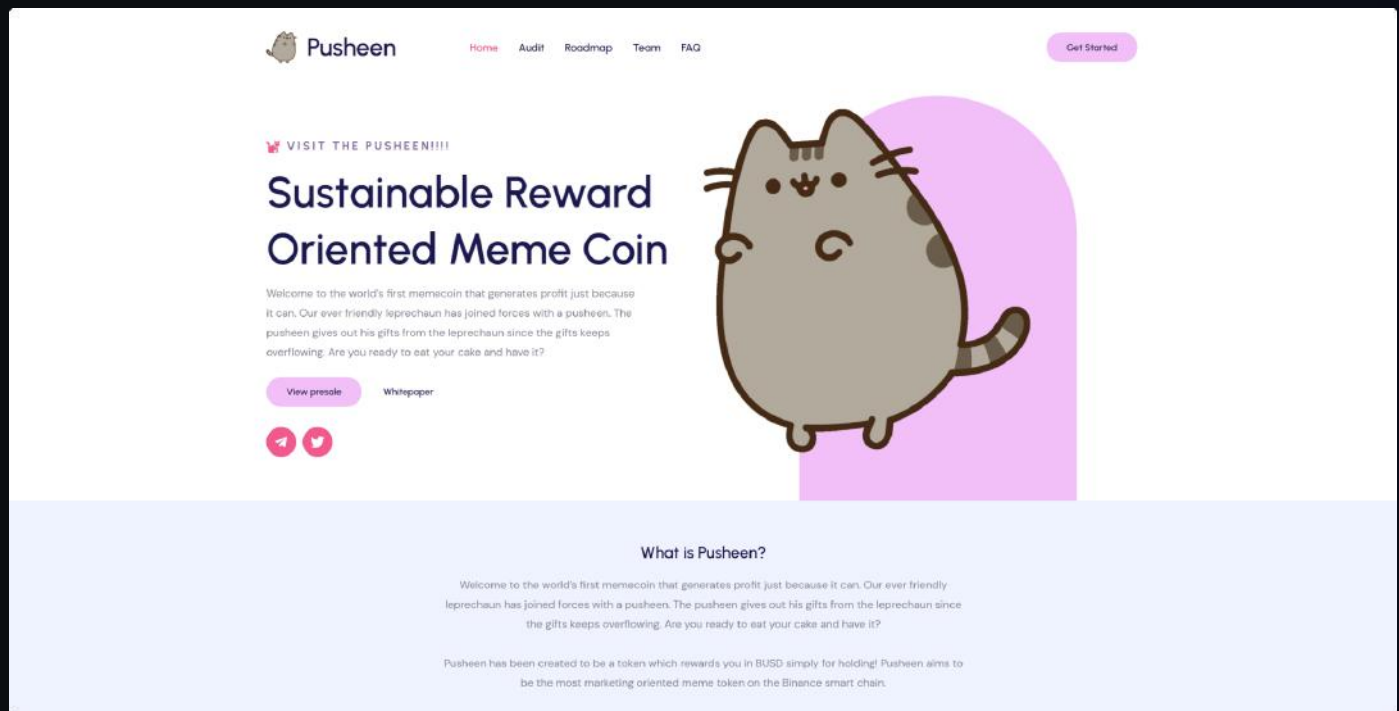 Pusheen
Home Audit Roadmap Team FAQ
Get Started
VISIT THE PUSHEEN!!!!
Sustainable Reward
Oriented Meme Coin
Welcome to the world's first memecoin that generates profit just because
it can. Our ever friendly leprechaun has joined forces with a pusheen. The
pusheen gives out his gifts from the leprechaun since the gifts keeps
overflowing. Are you ready to eat your cake and have it?
View presale Whitepaper
What is Pusheen?
Welcome to the world's first memecoin that generates profit just because it can. Our ever friendly
leprechaun has joined forces with a pusheen. The pusheen gives out his gifts from the leprechaun since
the gifts keeps overflowing. Are you ready to eat your cake and have it?
Pusheen has been created to be a token which rewards you in BUSD simply for holding! Pusheen aims to
be the most marketing oriented meme token on the Binance smart chain.